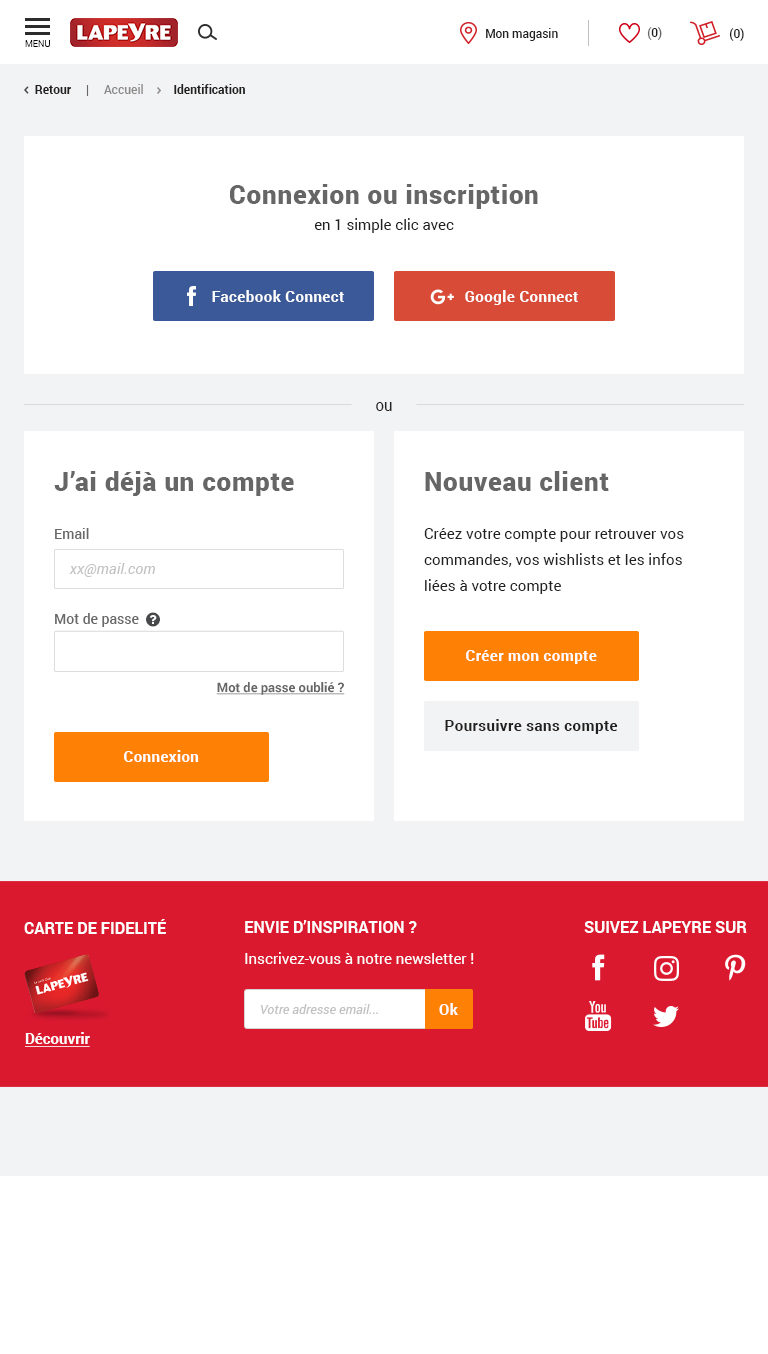 MENU
LAPEYRE
Mon magasin
(0)
(0)
Retour | Accueil > Identification
Connexion ou inscription
en 1 simple clic avec
Facebook Connect
G+ Google Connect
ou
J’ai déjà un compte
Email
xx@mail.com
Mot de passe ?
Mot de passe oublié ?
Connexion
Nouveau client
Créez votre compte pour retrouver vos
commandes, vos wishlists et les infos
liées à votre compte
Créer mon compte
Poursuivre sans compte
CARTE DE FIDELITÉ
LAPEYRE
Découvrir
ENVIE D’INSPIRATION ?
Inscrivez-vous à notre newsletter !
Votre adresse email...
Ok
SUIVEZ LAPEYRE SUR
You
Tube